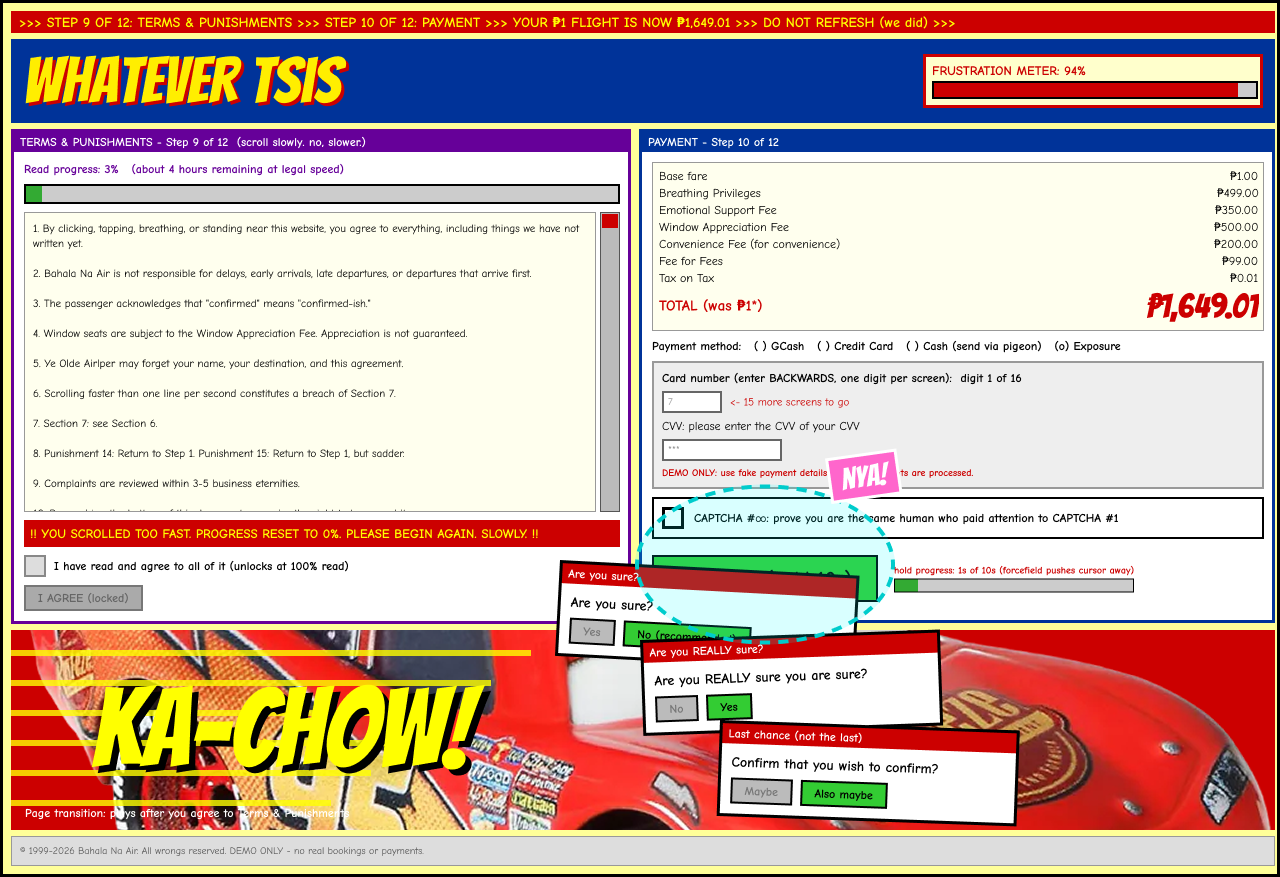 >>> STEP 9 OF 12: TERMS & PUNISHMENTS >>> STEP 10 OF 12: PAYMENT >>> YOUR ₱1 FLIGHT IS NOW ₱1,649.01 >>> DO NOT REFRESH (we did) >>>
WHATEVER TSIS
FRUSTRATION METER: 94%
TERMS & PUNISHMENTS - Step 9 of 12 (scroll slowly. no, slower.)
Read progress: 3% (about 4 hours remaining at legal speed)
1. By clicking, tapping, breathing, or standing near this website, you agree to everything, including things we have not
written yet.
2. Bahala Na Air is not responsible for delays, early arrivals, late departures, or departures that arrive first.
3. The passenger acknowledges that "confirmed" means "confirmed-ish."
4. Window seats are subject to the Window Appreciation Fee. Appreciation is not guaranteed.
5. Ye Olde AirIper may forget your name, your destination, and this agreement.
6. Scrolling faster than one line per second constitutes a breach of Section 7.
7. Section 7: see Section 6.
8. Punishment 14: Return to Step 1. Punishment 15: Return to Step 1, but sadder.
9. Complaints are reviewed within 3-5 business eternities.
!! YOU SCROLLED TOO FAST. PROGRESS RESET TO 0%. PLEASE BEGIN AGAIN. SLOWLY. !!
I have read and agree to all of it (unlocks at 100% read)
I AGREE (locked)
PAYMENT - Step 10 of 12
Base fare ₱1.00
Breathing Privileges ₱499.00
Emotional Support Fee ₱350.00
Window Appreciation Fee ₱500.00
Convenience Fee (for convenience) ₱200.00
Fee for Fees ₱99.00
Tax on Tax ₱0.01
TOTAL (was ₱1*) ₱1,649.01
Payment method: ( ) GCash ( ) Credit Card ( ) Cash (send via pigeon) (o) Exposure
Card number (enter BACKWARDS, one digit per screen): digit 1 of 16
7 <- 15 more screens to go
CVV: please enter the CVV of your CVV
***
DEMO ONLY: use fake payment details are processed.
NYA!
CAPTCHA #∞: prove you are the same human who paid attention to CAPTCHA #1
hold progress: 1s of 10s (forcefield pushes cursor away)
Are you sure?
Are you sure?
Yes No (recommended)
Are you REALLY sure?
Are you REALLY sure you are sure?
No Yes
Last chance (not the last)
Confirm that you wish to confirm?
Maybe Also maybe
KA-CHOW!
Page transition: plays after you agree to Terms & Punishments
© 1999-2026 Bahala Na Air. All wrongs reserved. DEMO ONLY - no real bookings or payments.